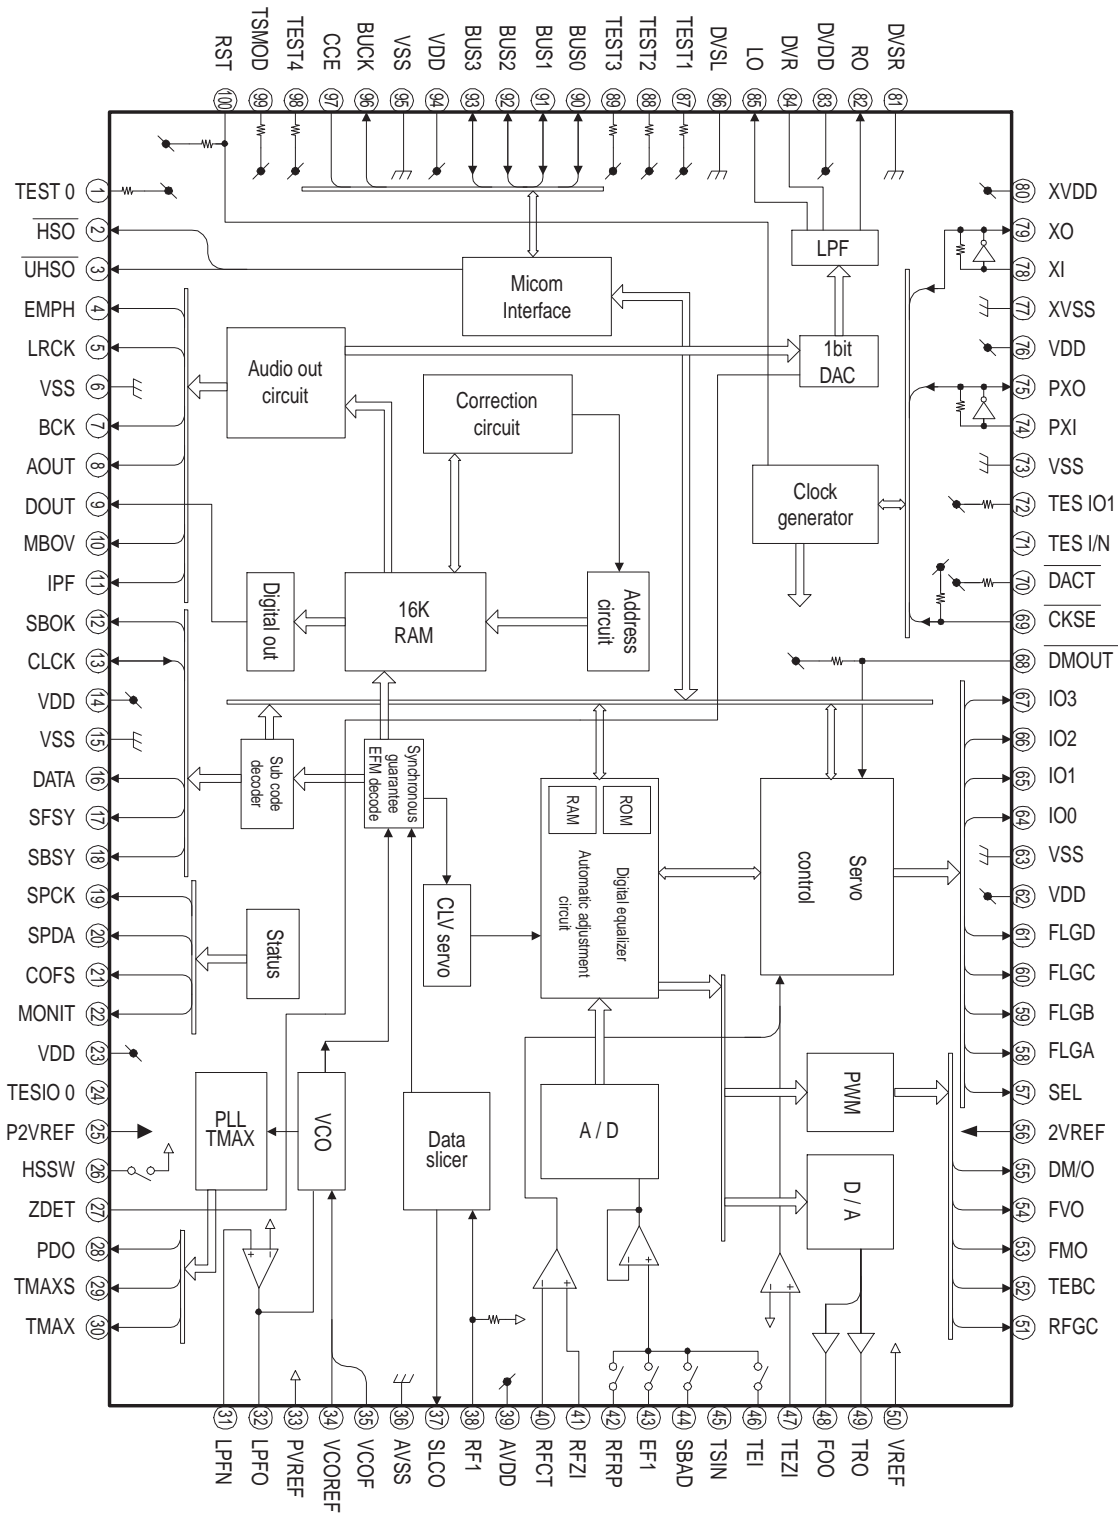 RST
TSMOD
TEST4
CCE
BUCK
VSS
VDD
BUS3
BUS2
BUS1
BUS0
TEST3
TEST2
TEST1
DVSL
LO
DVR
DVDD
RO
DVSR
100
99
98
97
96
95
94
93
92
91
90
89
88
87
86
85
84
83
82
81
TEST 0 1
HSO 2
UHSO 3
EMPH 4
LRCK 5
VSS 6
BCK 7
AOUT 8
DOUT 9
MBOV 10
IPF 11
SBOK 12
CLCK 13
VDD 14
VSS 15
DATA 16
SFSY 17
SBSY 18
SPCK 19
SPDA 20
COFS 21
MONIT 22
VDD 23
TESIO 0 24
P2VREF 25
HSSW 26
ZDET 27
PDO 28
TMAXS 29
TMAX 30
LPF
Micom
Interface
Audio out
circuit
1bit
DAC
Correction
circuit
Clock
generator
Digital out
16K
RAM
Address
circuit
Sub code
decoder
Synchronous
guarantee
EFM decode
RAM
ROM
Digital equalizer
Automatic adjustment
circuit
Servo
control
CLV servo
Status
PLL
TMAX
VCO
Data
slicer
A / D
PWM
D / A
+
−
−
+
−
+
−
+
80 XVDD
79 XO
78 XI
77 XVSS
76 VDD
75 PXO
74 PXI
73 VSS
72 TES IO1
71 TES I/N
70 DACT
69 CKSE
68 DMOUT
67 IO3
66 IO2
65 IO1
64 IO0
63 VSS
62 VDD
61 FLGD
60 FLGC
59 FLGB
58 FLGA
57 SEL
56 2VREF
55 DM/O
54 FVO
53 FMO
52 TEBC
51 RFGC
31
32
33
34
35
36
37
38
39
40
41
42
43
44
45
46
47
48
49
50
LPFN
LPFO
PVREF
VCOREF
VCOF
AVSS
SLCO
RF1
AVDD
RFCT
RFZI
RFRP
EF1
SBAD
TSIN
TEI
TEZI
FOO
TRO
VREF